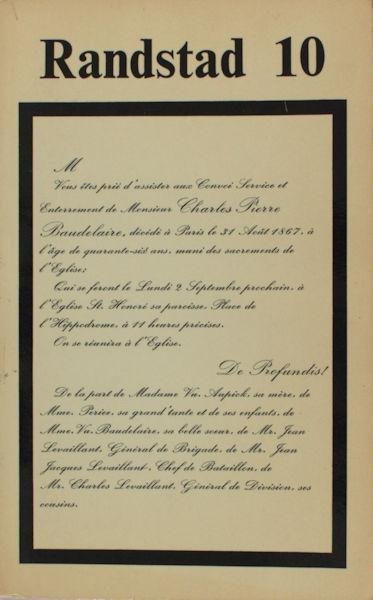 Randstad 10
M
Vous êtes prié d'assister aux Convoi Service et
Enterrement de Monsieur Charles Pierre
Baudelaire, décédé à Paris le 31 Août 1867, à
l'âge de quarante-six ans, muni des sacrements de
l'Eglise;
Qui se feront le Lundi 2 Septembre prochain, à
l'Eglise St. Honoré sa paroisse, Place de
l'Hippodrome, à 11 heures précises.
On se réunira à l'Eglise.
De Profundis!
De la part de Madame Vu. Aupick, sa mère, de
Mme. Perice, sa grand'tante et de ses enfants, de
Mme. Vu. Baudelaire, sa belle soeur, de Mr. Jean
Levaillant, Général de Brigade, de Mr. Jean
Jacques Levaillant, Chef de Bataillon, de
Mr. Charles Levaillant, Général de Division, ses
cousins.